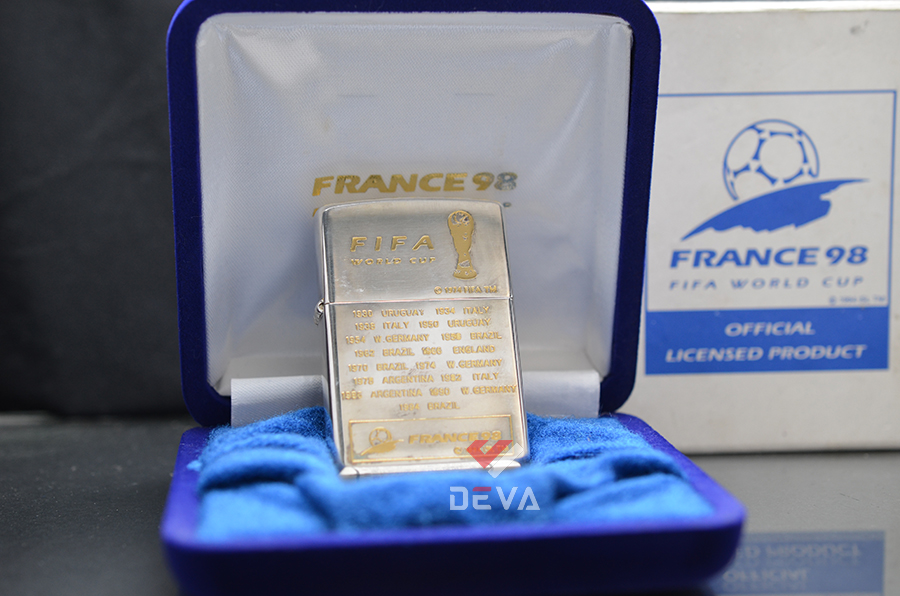 FRANCE 98
FIFA
WORLD CUP
1930 URUGUAY 1934 ITALY
1938 ITALY 1950 URUGUAY
1954 W.GERMANY 1958 BRAZIL
1962 BRAZIL 1966 ENGLAND
1970 BRAZIL 1974 W.GERMANY
1978 ARGENTINA 1982 ITALY
1986 ARGENTINA 1990 W.GERMANY
1994 BRAZIL
FRANCE 98
DEVA
FRANCE 98
FIFA WORLD CUP
OFFICIAL
LICENSED PRODUCT